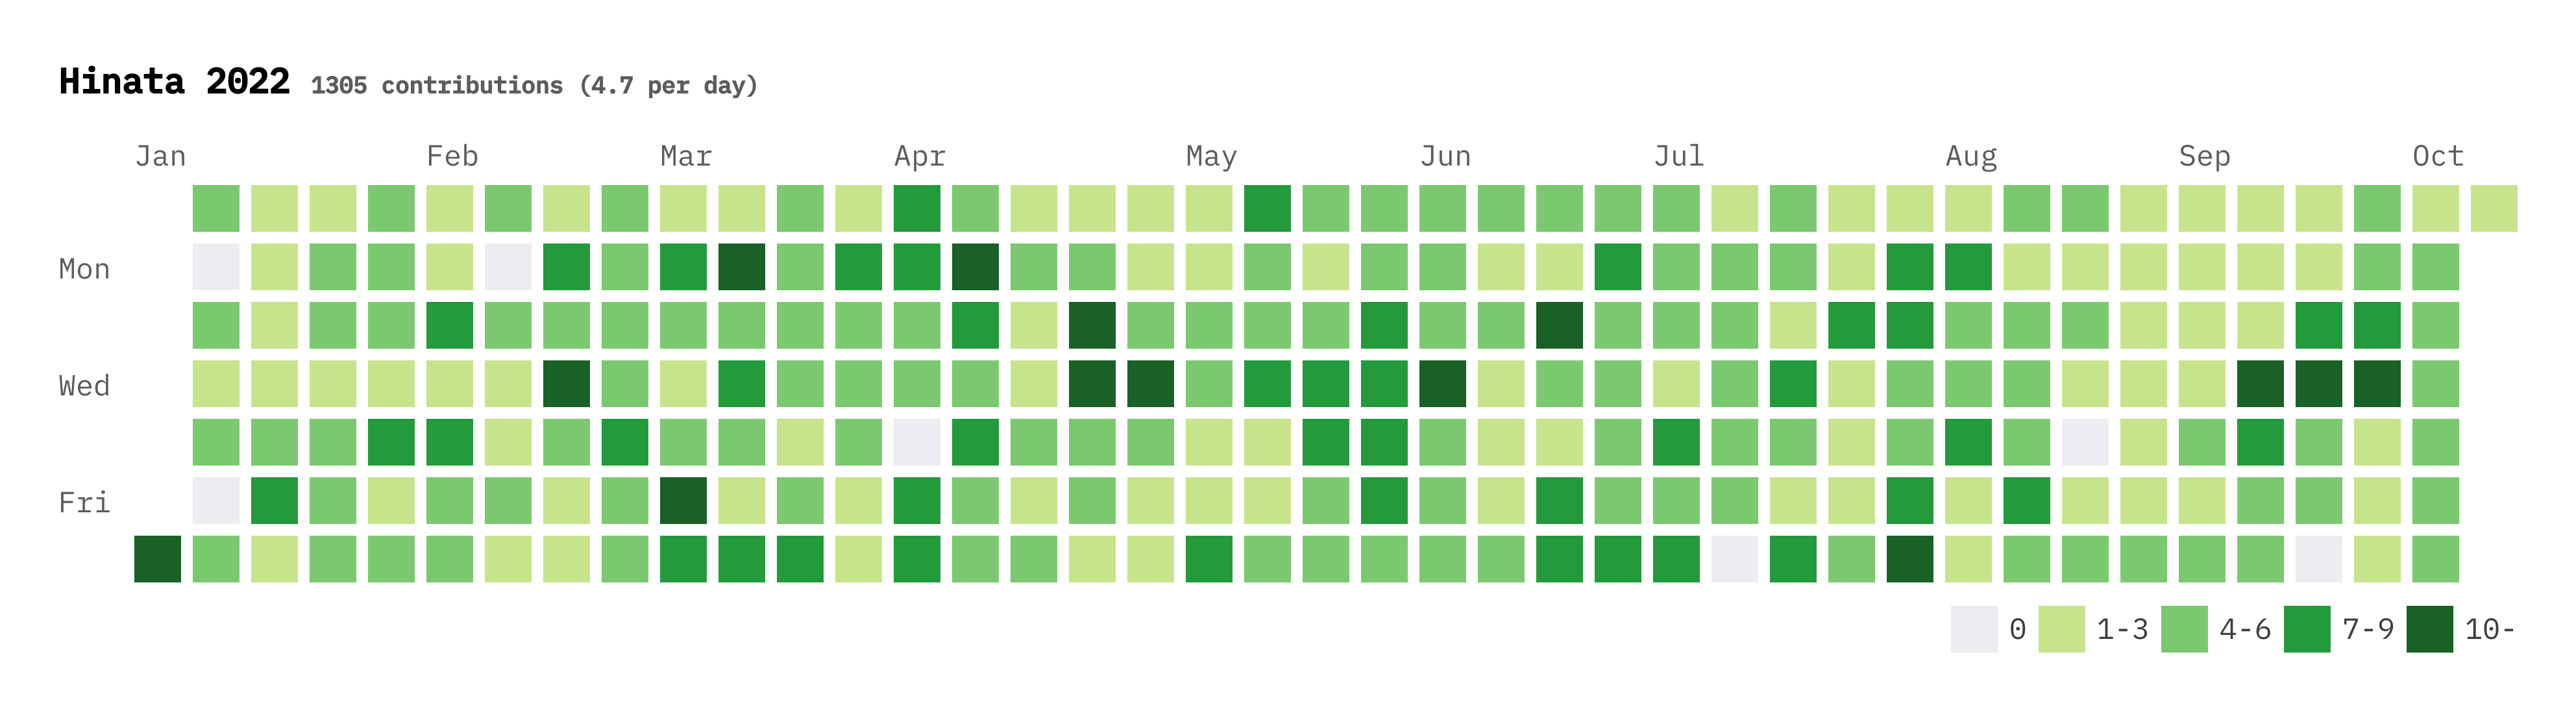 Hinata 2022 1305 contributions (4.7 per day)
Jan Feb Mar Apr May Jun Jul Aug Sep Oct
Mon
Wed
Fri
0 1-3 4-6 7-9 10-